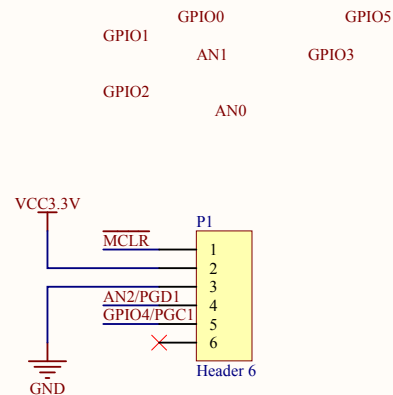 GPIO0 GPIO5
GPIO1
AN1 GPIO3
GPIO2
AN0
VCC3.3V
P1
MCLR 1
2
3
AN2/PGD1 4
GPIO4/PGC1 5
6
Header 6
GND